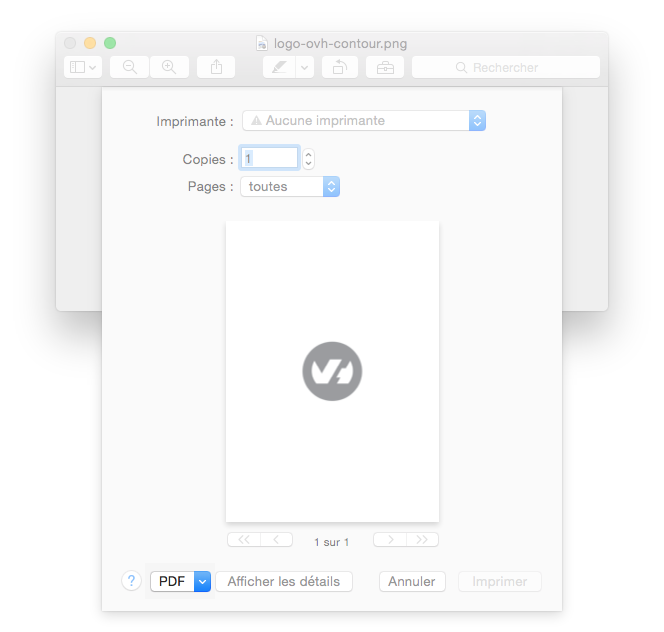 logo-ovh-contour.png
Rechercher
Imprimante : Aucune imprimante
Copies : 1
Pages : toutes
1 sur 1
? PDF Afficher les détails Annuler Imprimer